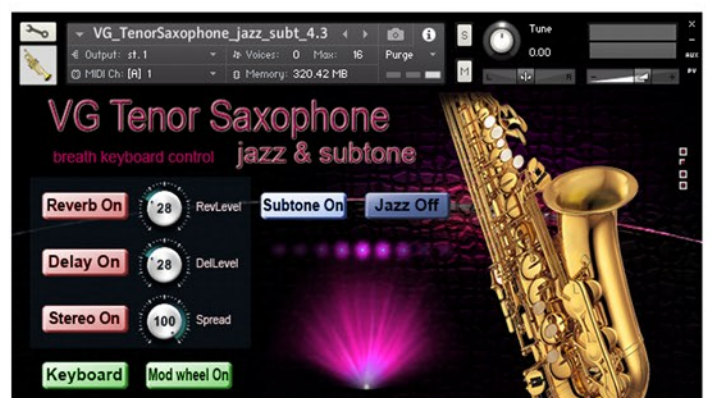 VG_TenorSaxophone_jazz_subt_4.3
Output: st.1 Voices: 0 Max: 16 Purge
MIDI Ch: [A] 1 Memory: 320.42 MB
S
M
Tune
0.00
L R
- +
×
-
AUX
PV
VG Tenor Saxophone
breath keyboard control jazz & subtone
Reverb On 28 RevLevel Subtone On Jazz Off
Delay On 28 DelLevel
Stereo On 100 Spread
Keyboard Mod wheel On